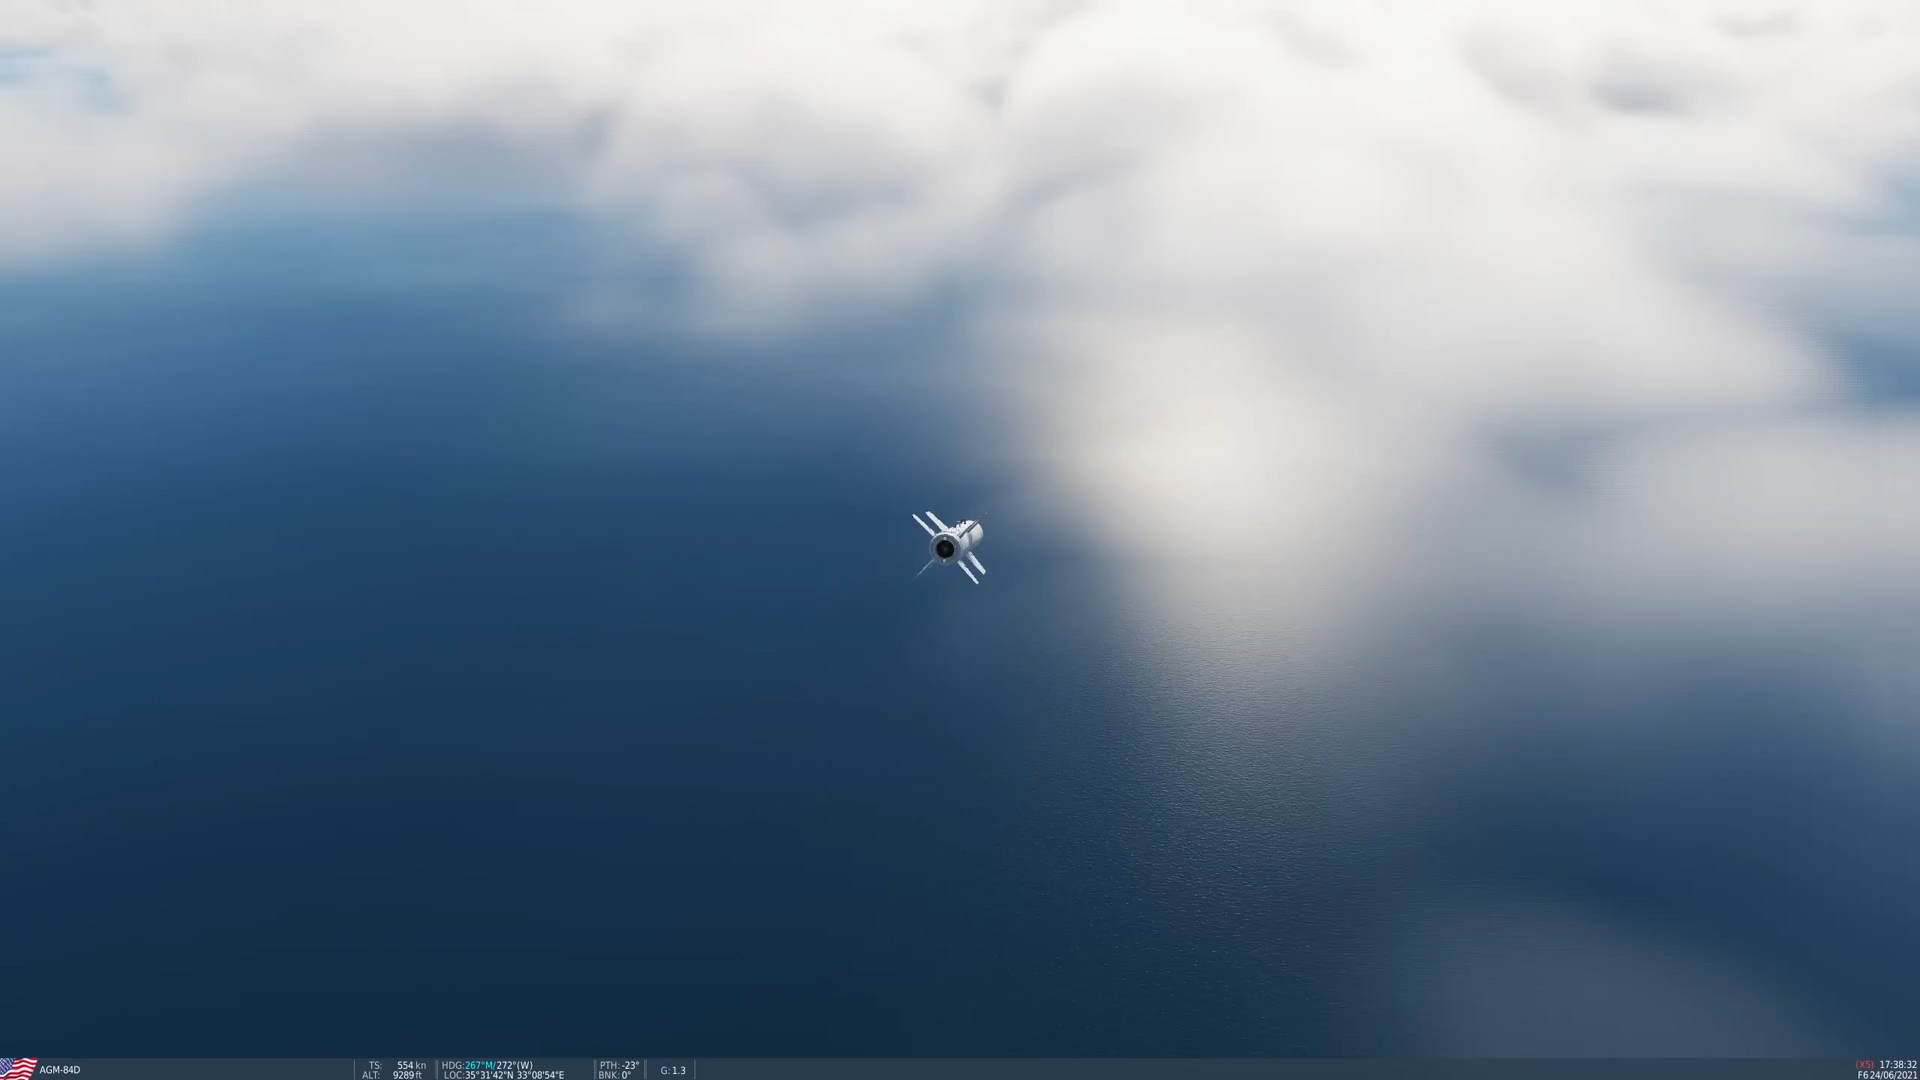 AGM-84D
TS: 554 kn
ALT: 9289 ft
HDG:267°M/272°(W)
LOC:35°31'42"N 33°08'54"E
PTH: -23°
BNK: 0°
G: 1.3
(X5) 17:38:32
F6 24/06/2021